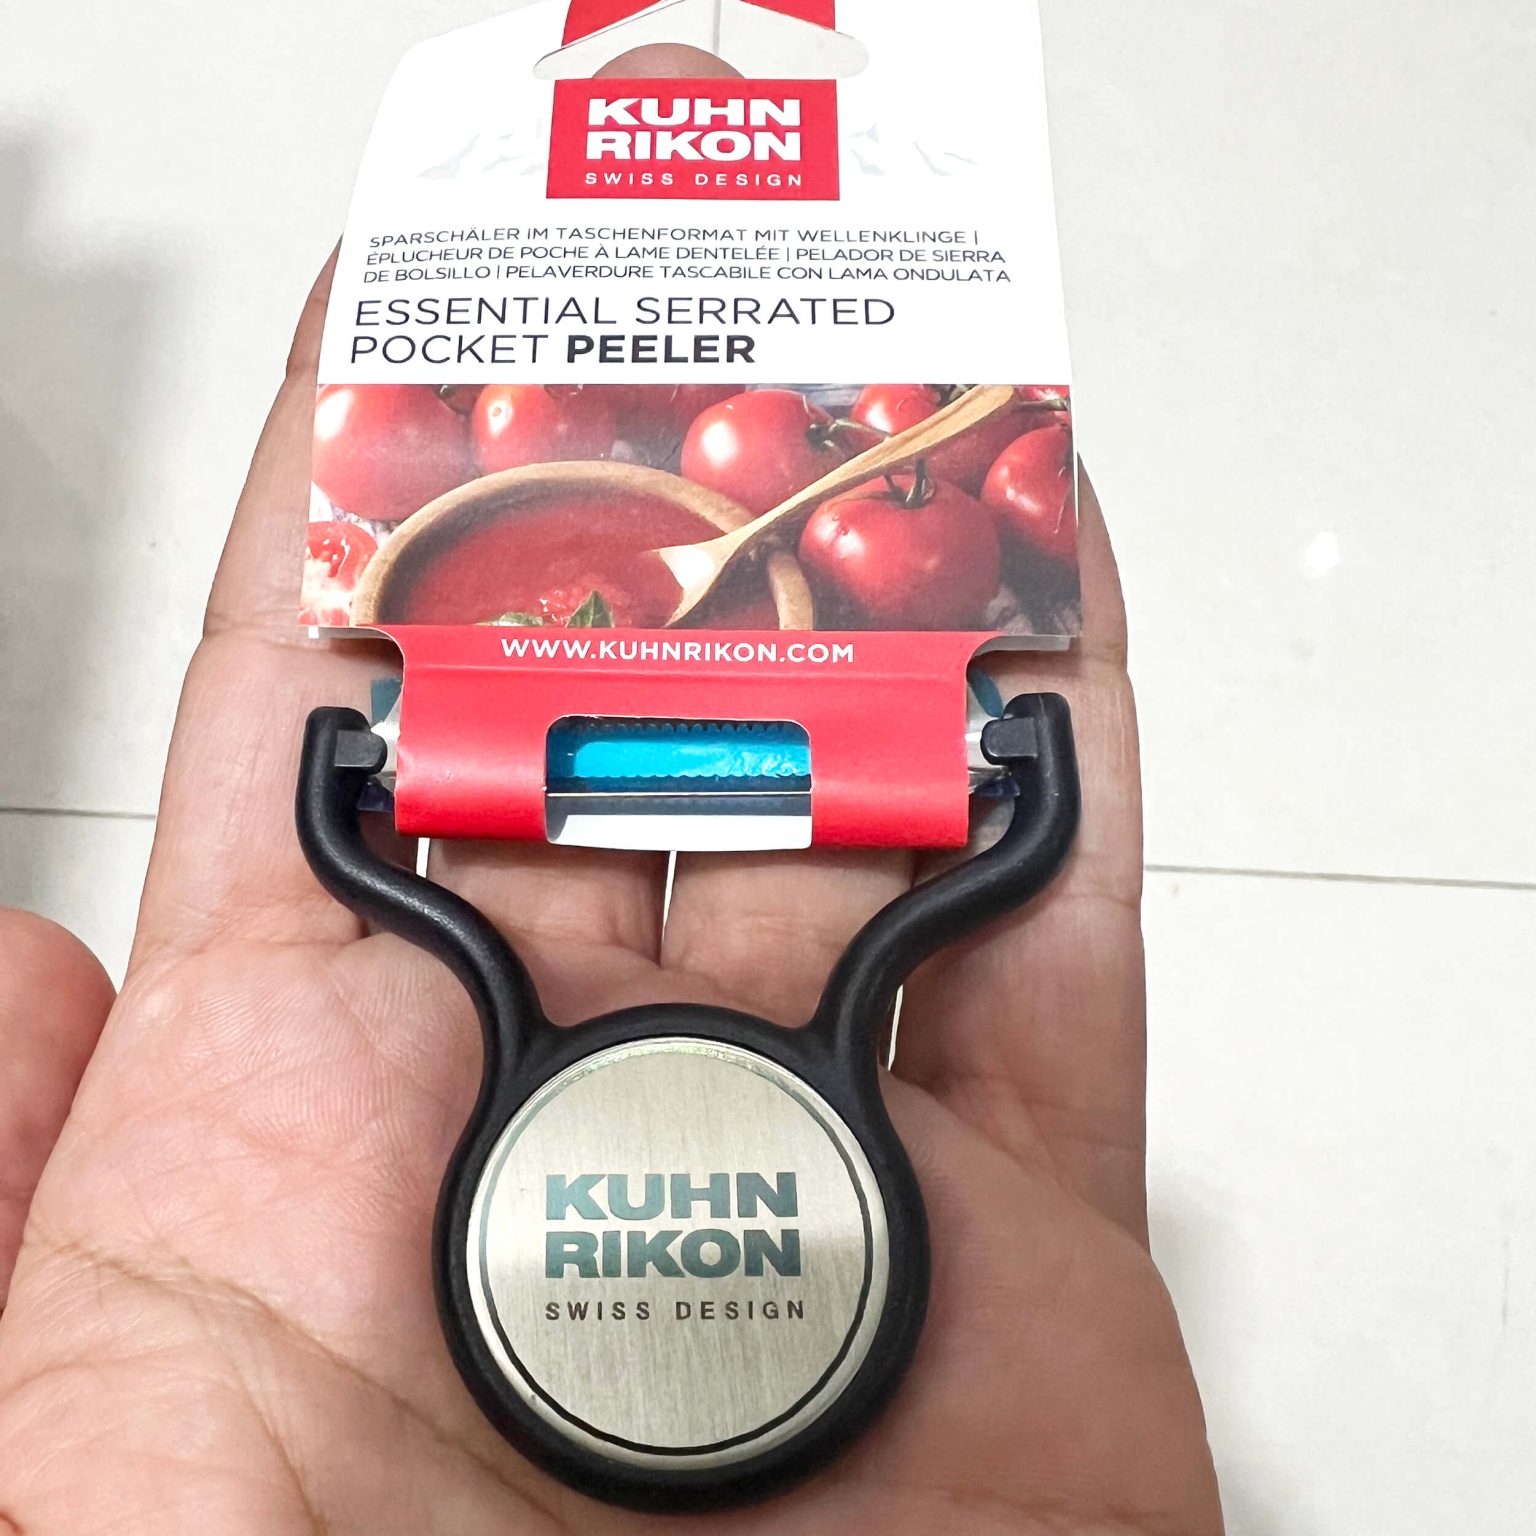 KUHN
RIKON
SWISS DESIGN
SPARSCHÄLER IM TASCHENFORMAT MIT WELLENKLINGE |
ÉPLUCHEUR DE POCHE À LAME DENTELÉE | PELADOR DE SIERRA
DE BOLSILLO | PELAVERDURE TASCABILE CON LAMA ONDULATA
ESSENTIAL SERRATED
POCKET PEELER
WWW.KUHNRIKON.COM
KUHN
RIKON
SWISS DESIGN